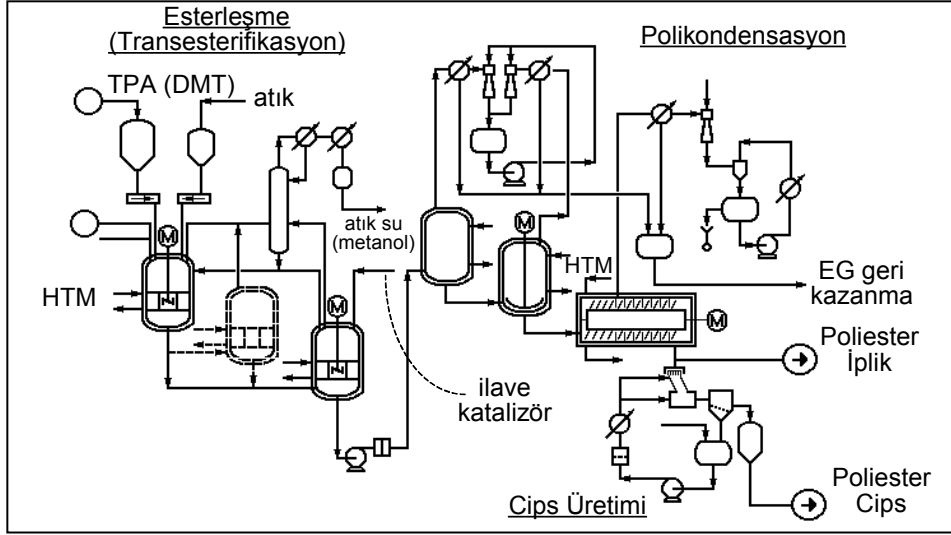 Esterleşme
(Transesterifikasyon)
Polikondensasyon
TPA (DMT)
atık
M
atık su
(metanol)
M
HTM
HTM
M
M
EG geri
kazanma
Poliester
İplik
ilave
katalizör
Poliester
Cips
Cips Üretimi